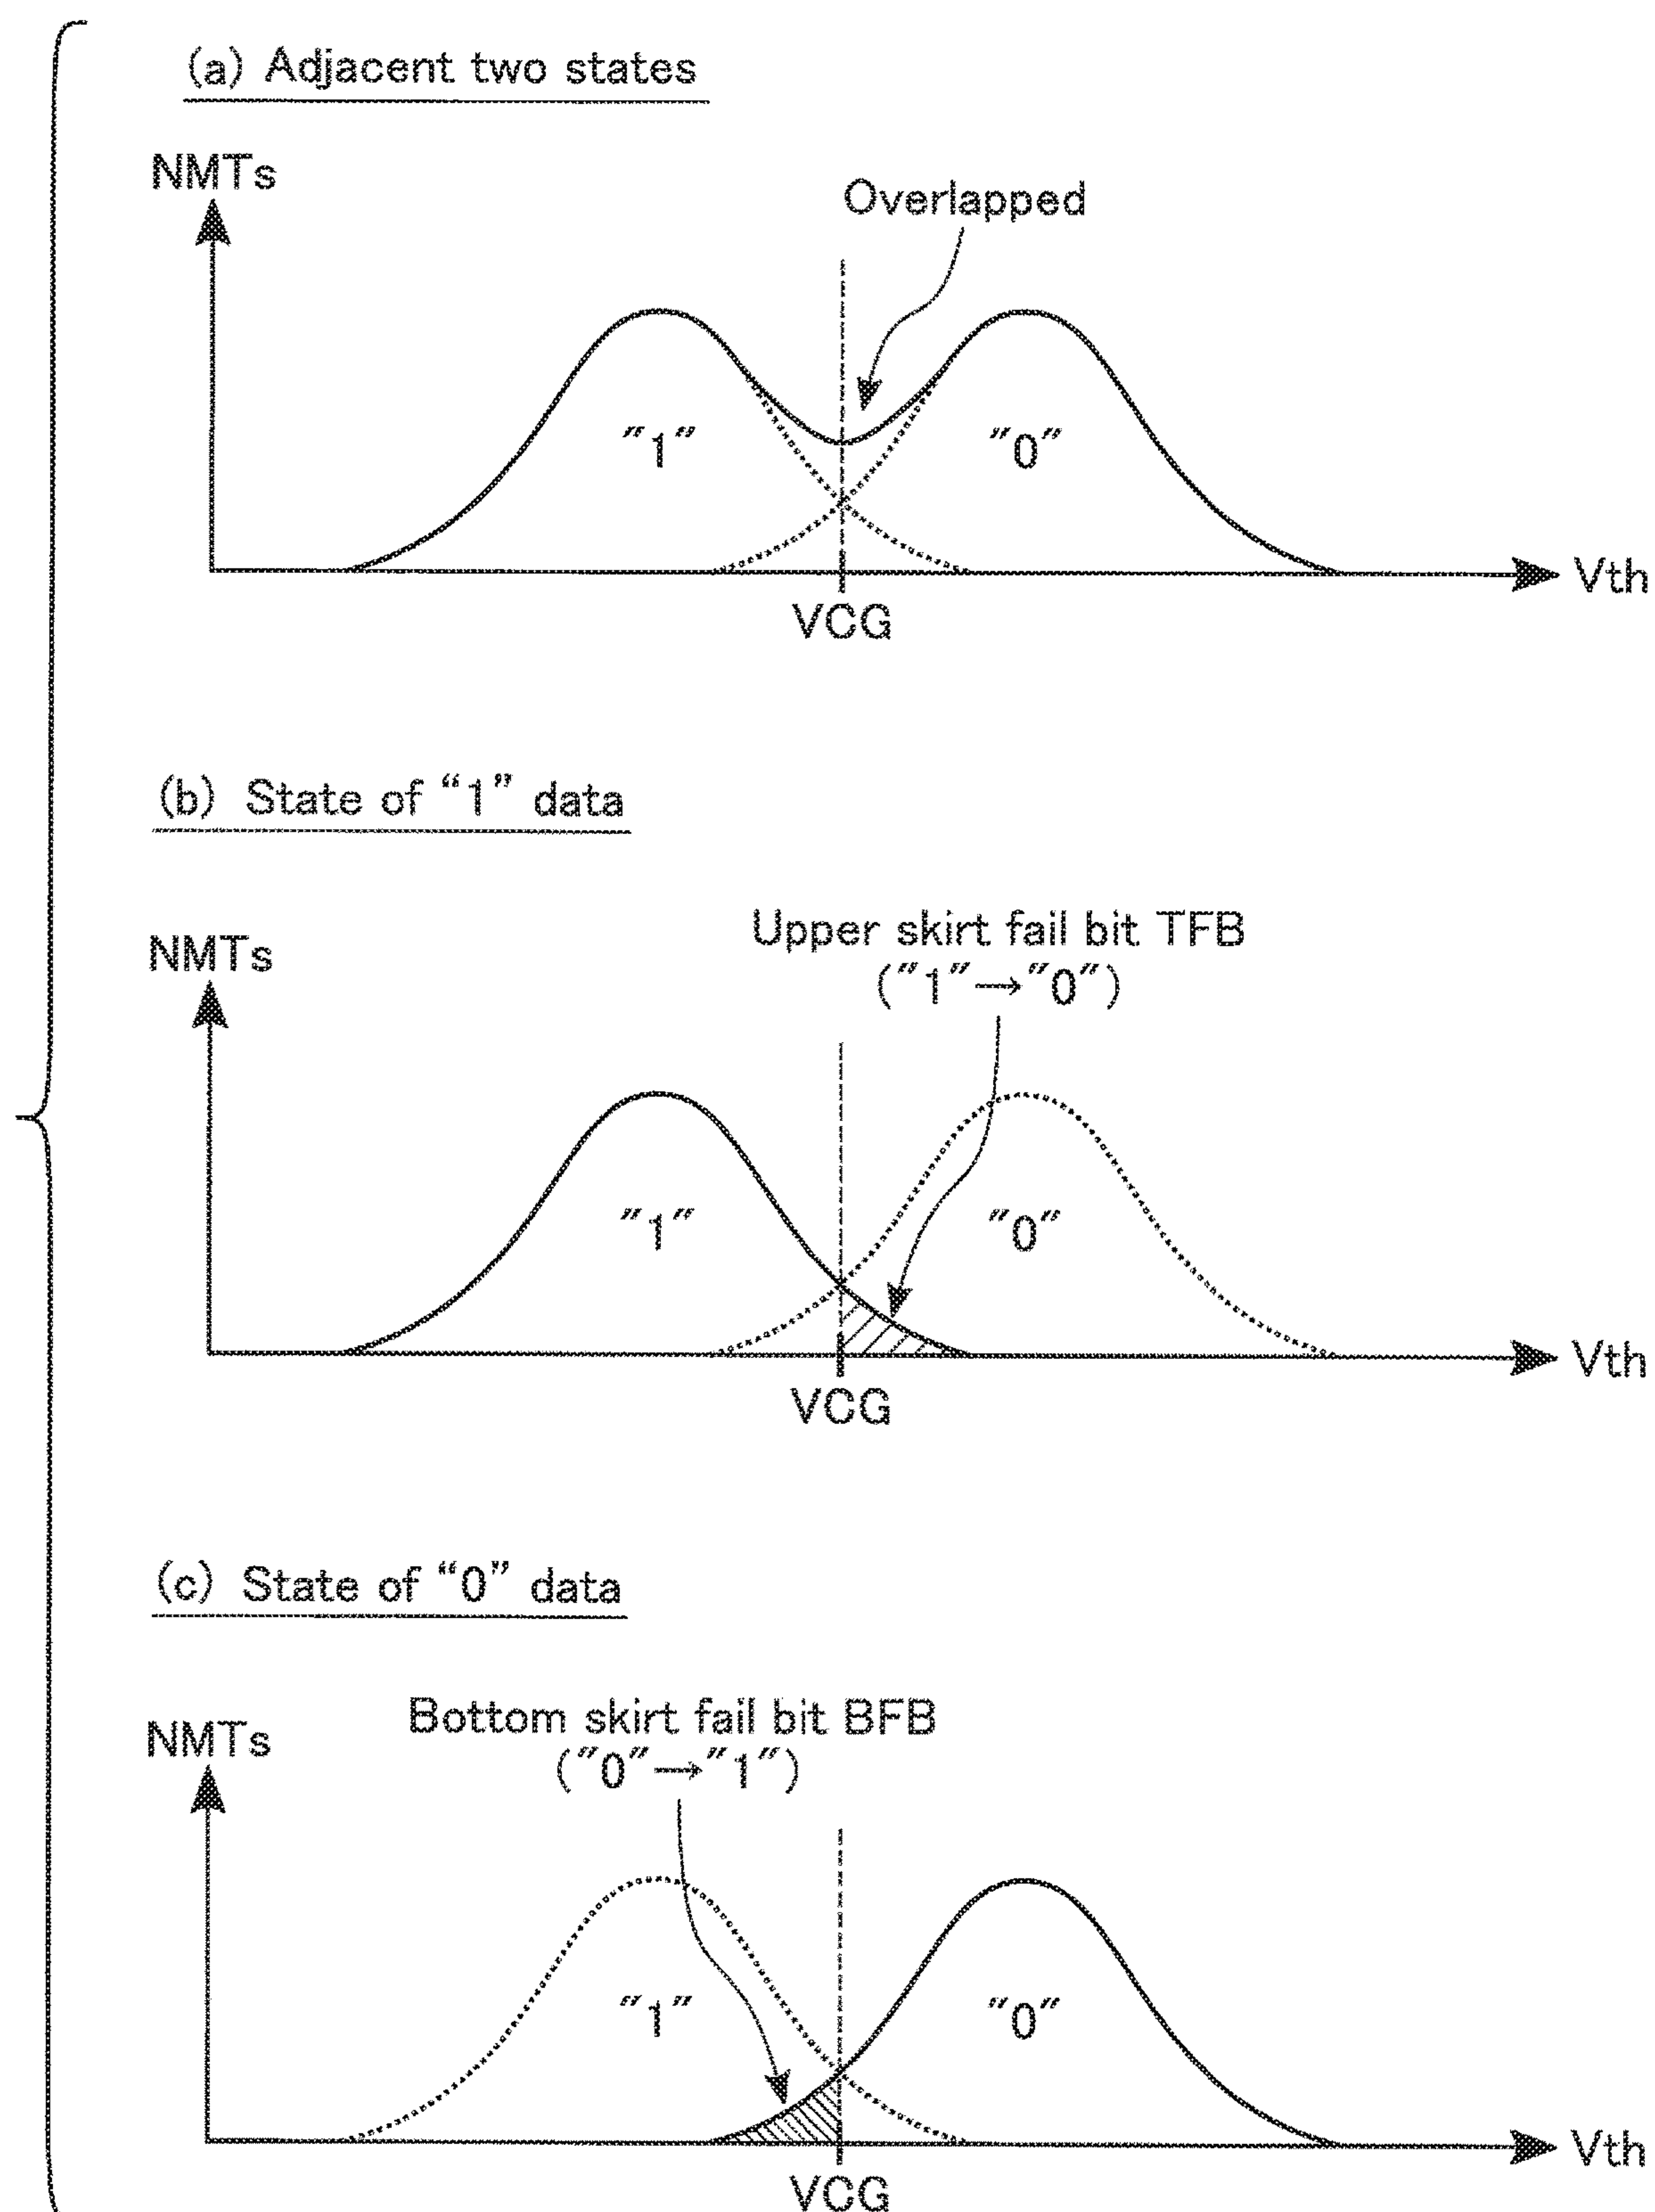 (a) Adjacent two states
NMTs
Overlapped
"1"
"0"
Vth
VCG
(b) State of “1” data
Upper skirt fail bit TFB
("1"→"0")
NMTs
"1"
"0"
Vth
VCG
(c) State of “0” data
Bottom skirt fail bit BFB
("0"→"1")
NMTs
"1"
"0"
Vth
VCG